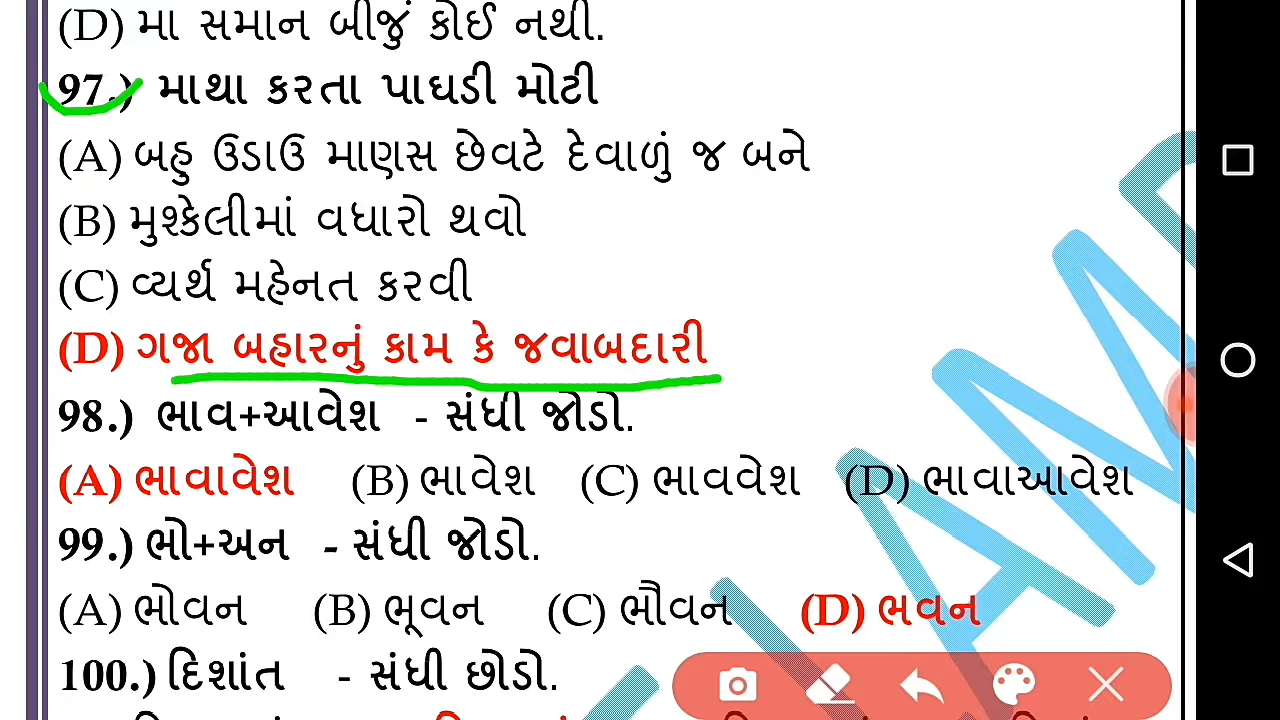 (D) મા સમાન બીજું કોઈ નથી.
97.) માથા કરતા પાઘડી મોટી
(A) બહુ ઉડાઉ માણસ છેવટે દેવાળું જ બને
(B) મુશ્કેલીમાં વધારો થવો
(C) વ્યર્થ મહેનત કરવી
(D) ગજા બહારનું કામ કે જવાબદારી
98.) ભાવ+આવેશ - સંધી જોડો.
(A) ભાવાવેશ (B) ભાવેશ (C) ભાવવેશ (D) ભાવાઆવેશ
99.) ભો+અન - સંધી જોડો.
(A) ભોવન (B) ભૂવન (C) ભૌવન (D) ભવન
100.) દિશાંત - સંધી છોડો.